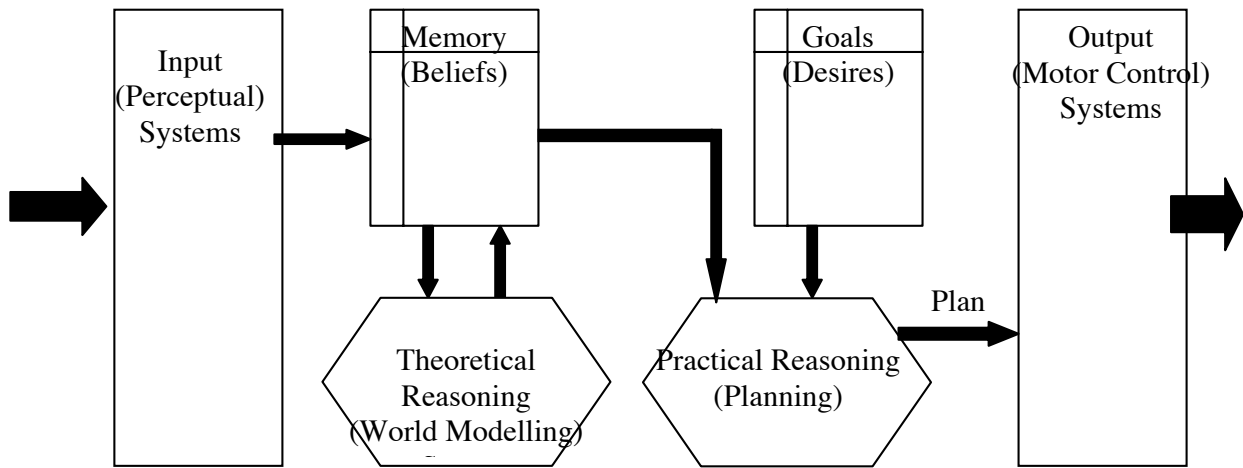 Input
(Perceptual)
Systems
Memory
(Beliefs)
Goals
(Desires)
Output
(Motor Control)
Systems
Theoretical
Reasoning
(World Modelling)
Practical Reasoning
(Planning)
Plan